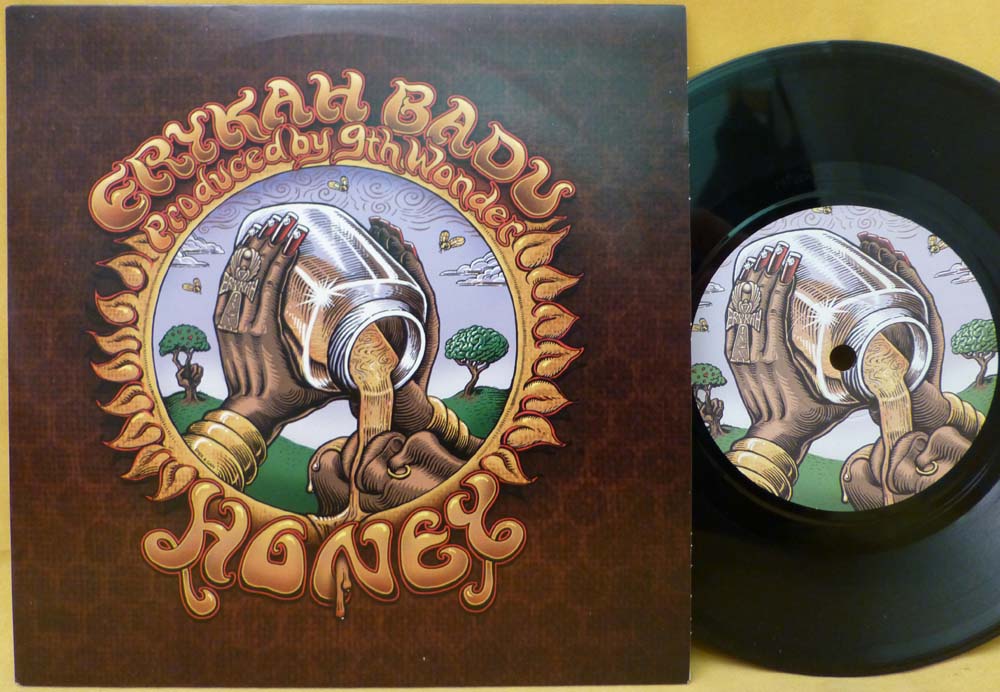 ERYKAH BADU
Produced by 9th Wonder
HONEY